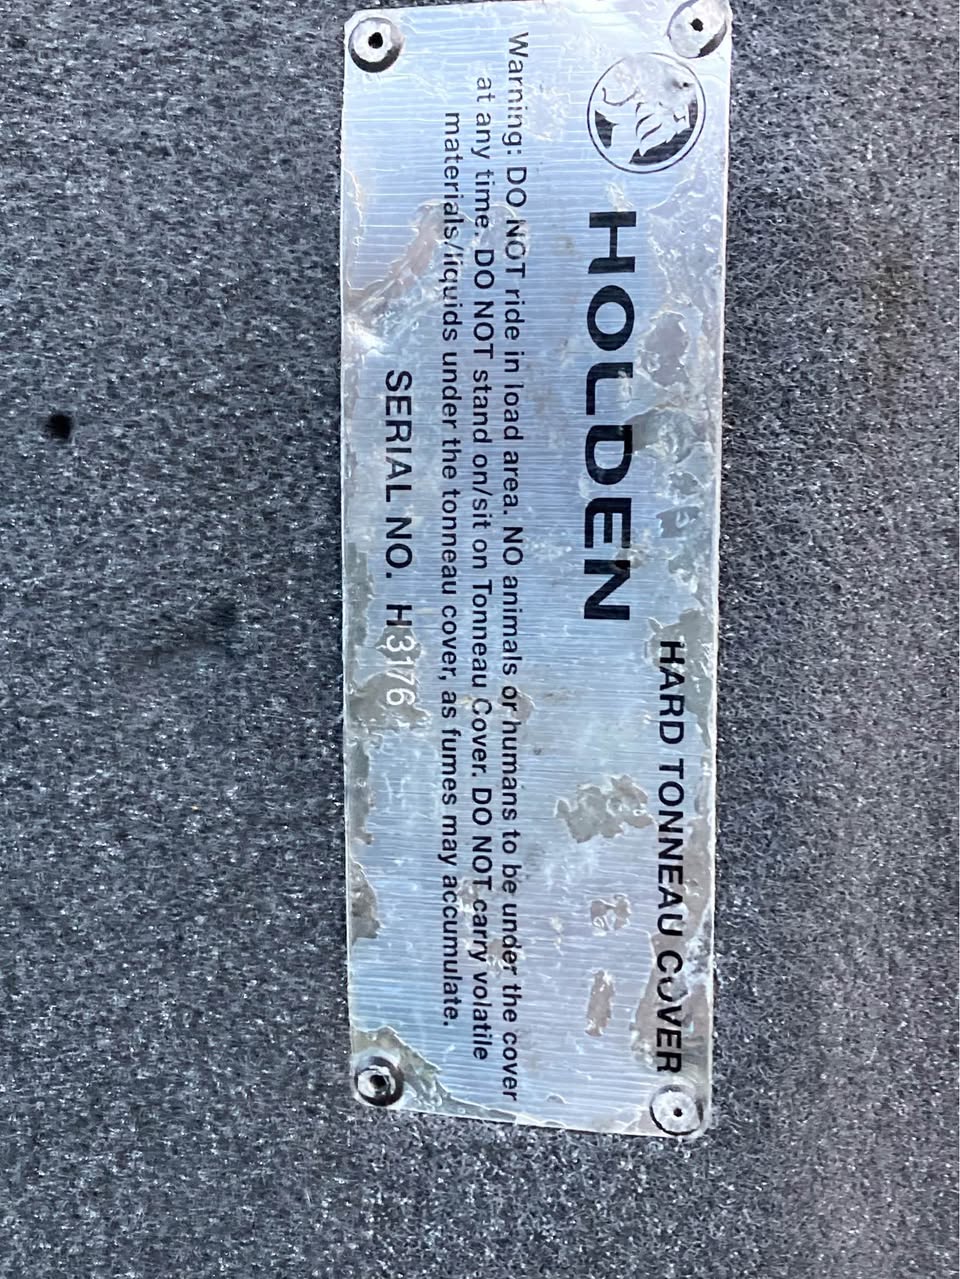 HOLDEN
HARD TONNEAU COVER
Warning: DO NOT ride in load area. NO animals or humans to be under the cover
at any time. DO NOT stand on/sit on Tonneau Cover. DO NOT carry volatile
materials/liquids under the tonneau cover, as fumes may accumulate.
SERIAL NO. H3176